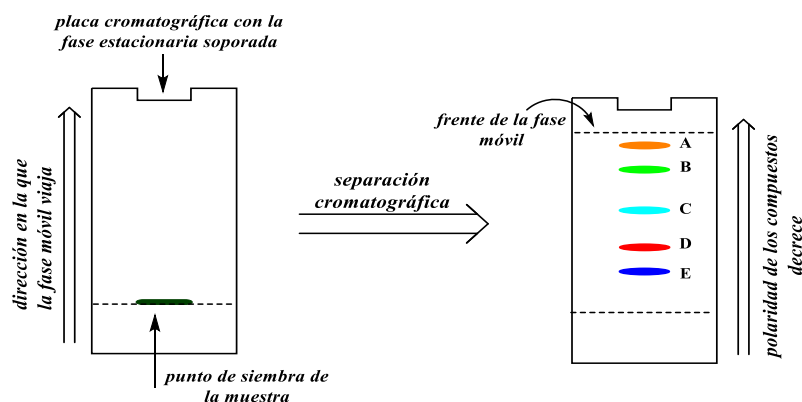 placa cromatográfica con la
fase estacionaria soporada
dirección en la que
la fase móvil viaja
punto de siembra de
la muestra
separación
cromatográfica
frente de la fase
móvil
A
B
C
D
E
polaridad de los compuestos
decrece